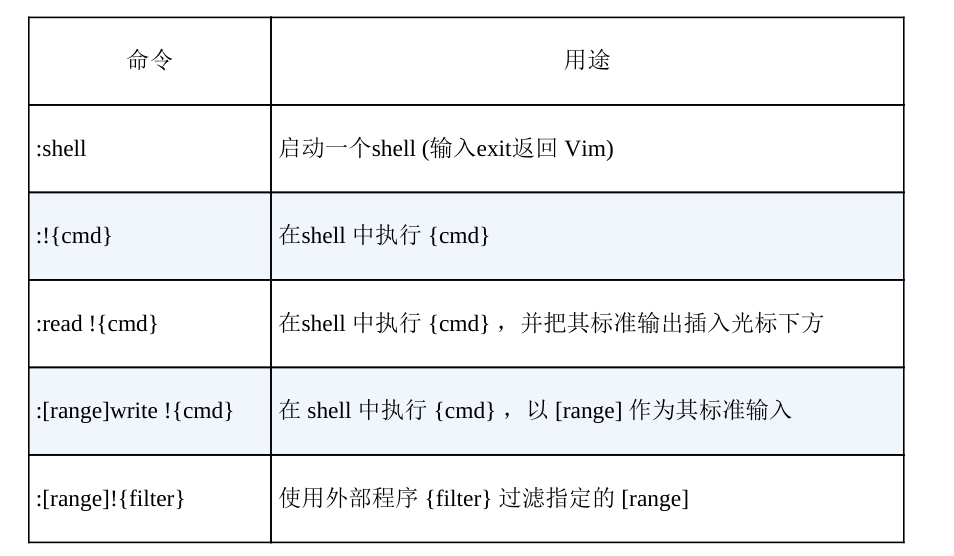 命令 用途
:shell 启动一个shell (输入exit返回 Vim)
:!{cmd} 在shell 中执行 {cmd}
:read !{cmd} 在shell 中执行 {cmd} ，并把其标准输出插入光标下方
:[range]write !{cmd} 在 shell 中执行 {cmd} ，以 [range] 作为其标准输入
:[range]!{filter} 使用外部程序 {filter} 过滤指定的 [range]